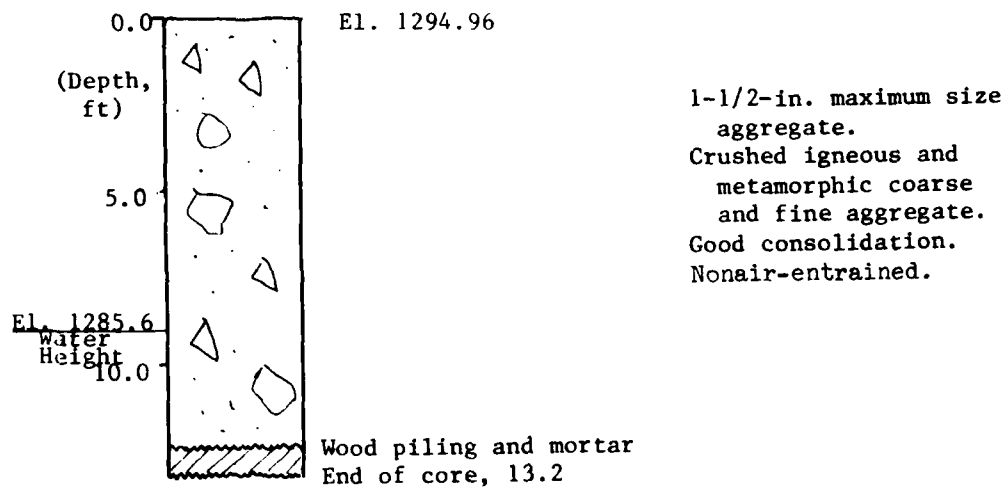 0.0
El. 1294.96
(Depth,
ft)
1-1/2-in. maximum size
aggregate.
Crushed igneous and
metamorphic coarse
and fine aggregate.
Good consolidation.
Nonair-entrained.
5.0
El. 1285.6
Water
Height
10.0
Wood piling and mortar
End of core, 13.2